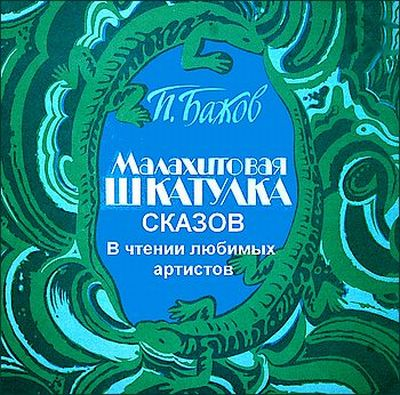 П. Бажов
Малахитовая
ШКАТУЛКА
СКАЗОВ
В чтении любимых
артистов